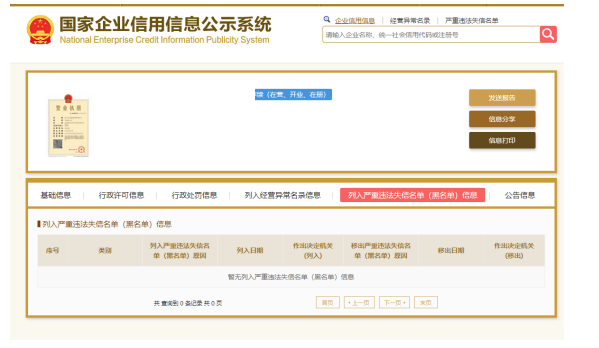 国家企业信用信息公示系统
National Enterprise Credit Information Publicity System
企业信用信息 | 经营异常名录 | 严重违法失信名单
请输入企业名称、统一社会信用代码或注册号
营业执照
续（在营、开业、在册）
发送报告
信息分享
信息打印
基础信息 | 行政许可信息 | 行政处罚信息 | 列入经营异常名录信息 | 列入严重违法失信名单（黑名单）信息 | 公告信息
列入严重违法失信名单（黑名单）信息
序号 类别 列入严重违法失信名单（黑名单）原因 列入日期 作出决定机关(列入) 移出严重违法失信名单（黑名单）原因 移出日期 作出决定机关(移出)
暂无列入严重违法失信名单（黑名单）信息
共 查询到 0 条记录 共 0 页 首页 上一页 下一页 末页